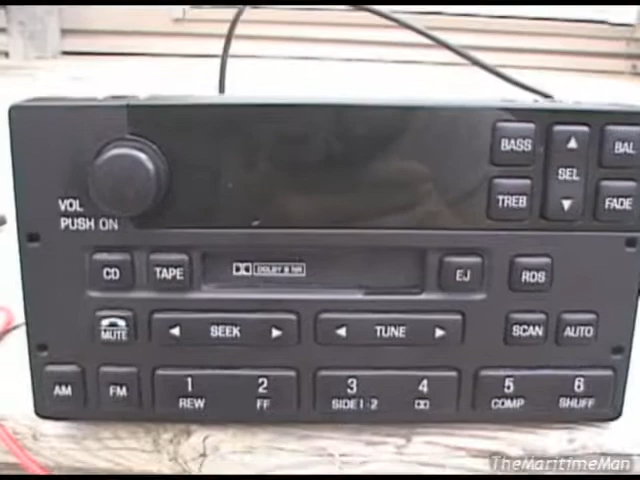 BASS
BAL
SEL
TREB
FADE
VOL
PUSH ON
CD
TAPE
DOLBY B NR
EJ
RDS
MUTE
SEEK
TUNE
SCAN
AUTO
AM
FM
1 2
REW FF
3 4
SIDE 1-2
5 6
COMP SHUFF
TheMaritimeMan